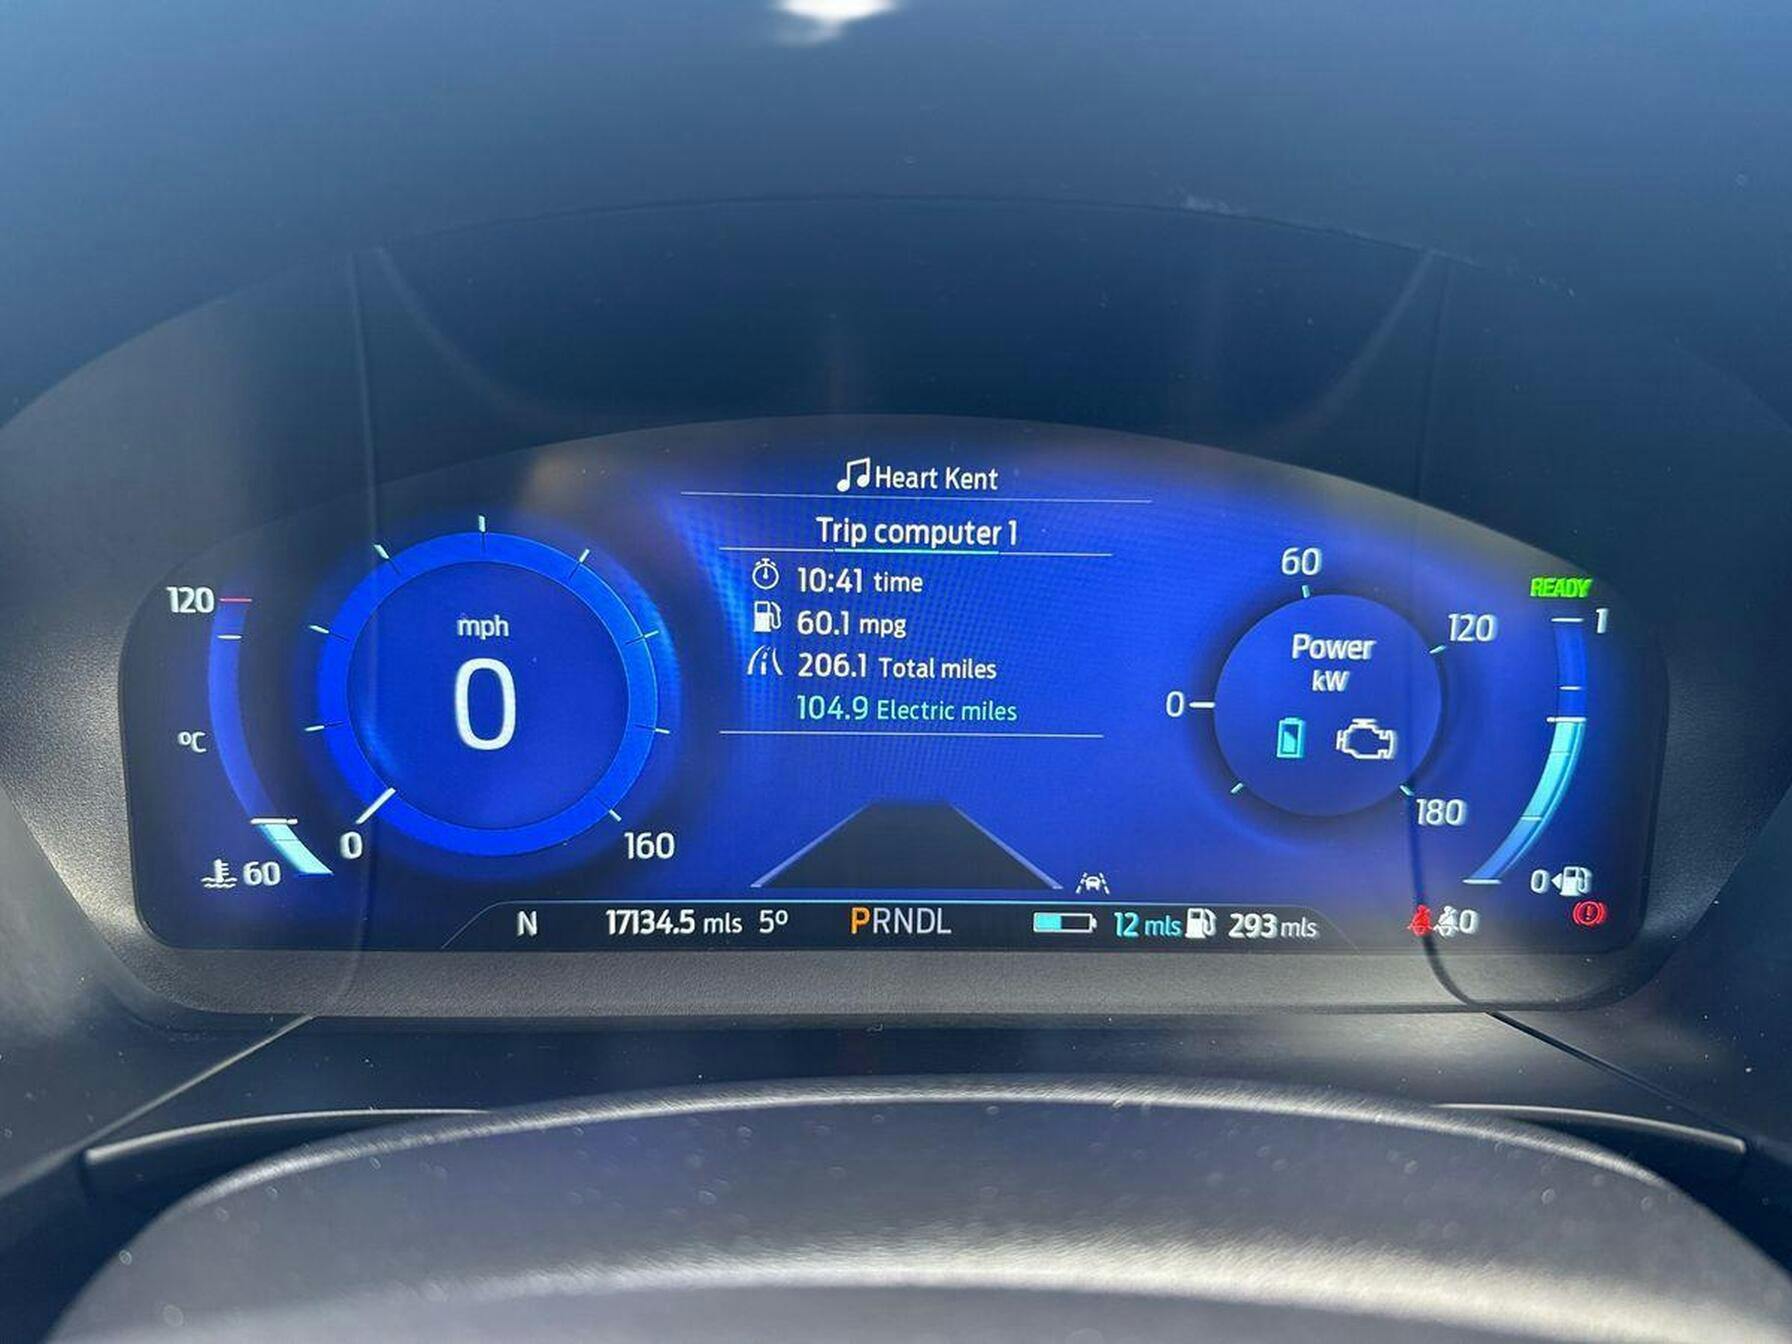 Heart Kent
Trip computer 1
10:41 time
60.1 mpg
206.1 Total miles
104.9 Electric miles
120
°C
60
mph
0
0
160
60
0
120
Power
kW
180
READY
1
0
N 17134.5 mls 5° PRNDL 12 mls 293 mls
0